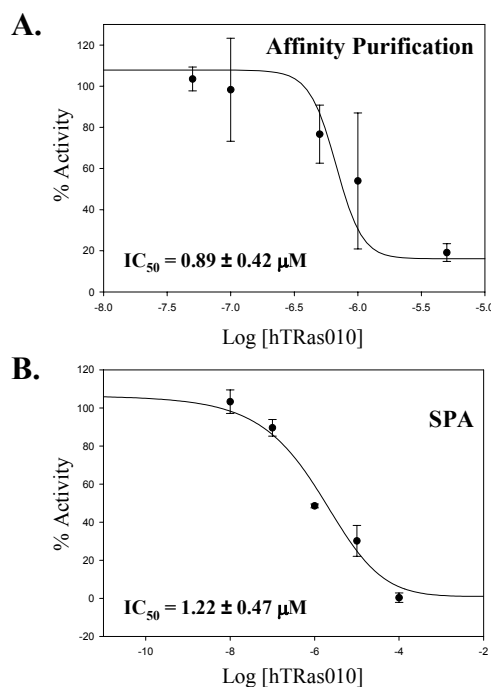 A.
Affinity Purification
120
100
80
60
40
20
0
% Activity
IC50 = 0.89 ± 0.42 μM
-8.0 -7.5 -7.0 -6.5 -6.0 -5.5 -5.0
Log [hTRas010]
B.
SPA
120
100
80
60
40
20
0
-20
% Activity
IC50 = 1.22 ± 0.47 μM
-10 -8 -6 -4 -2
Log [hTRas010]